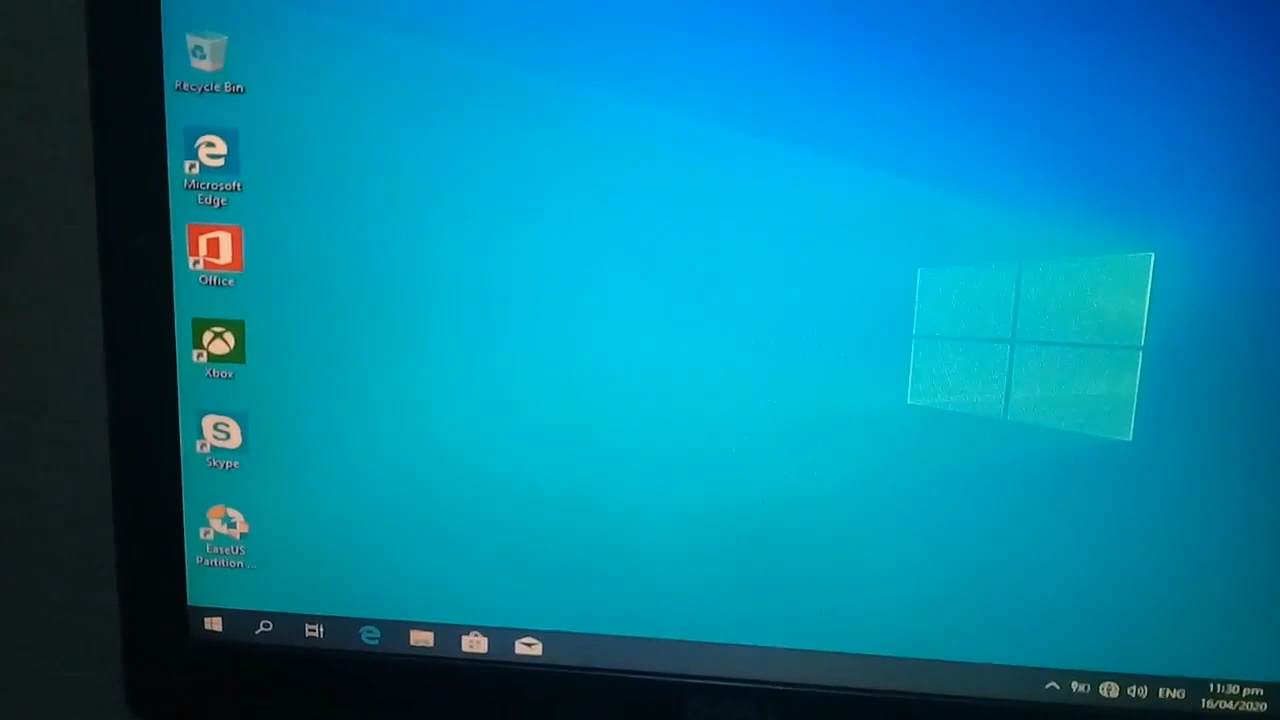 Recycle Bin
Microsoft
Edge
Office
Xbox
S
Skype
EaseUS
Partition ...
ENG
11:30 pm
16/04/2020